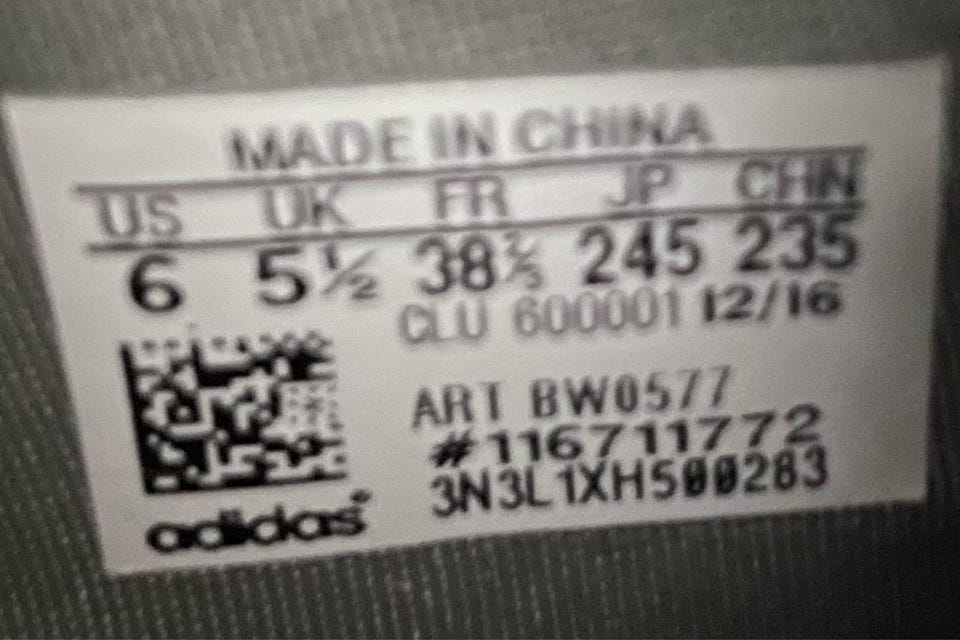 MADE IN CHINA
US UK FR JP CHN
6 5½ 38⅔ 245 235
CLU 600001 12/16
ART BW0577
#116711772
3N3L1XH500283
adidas